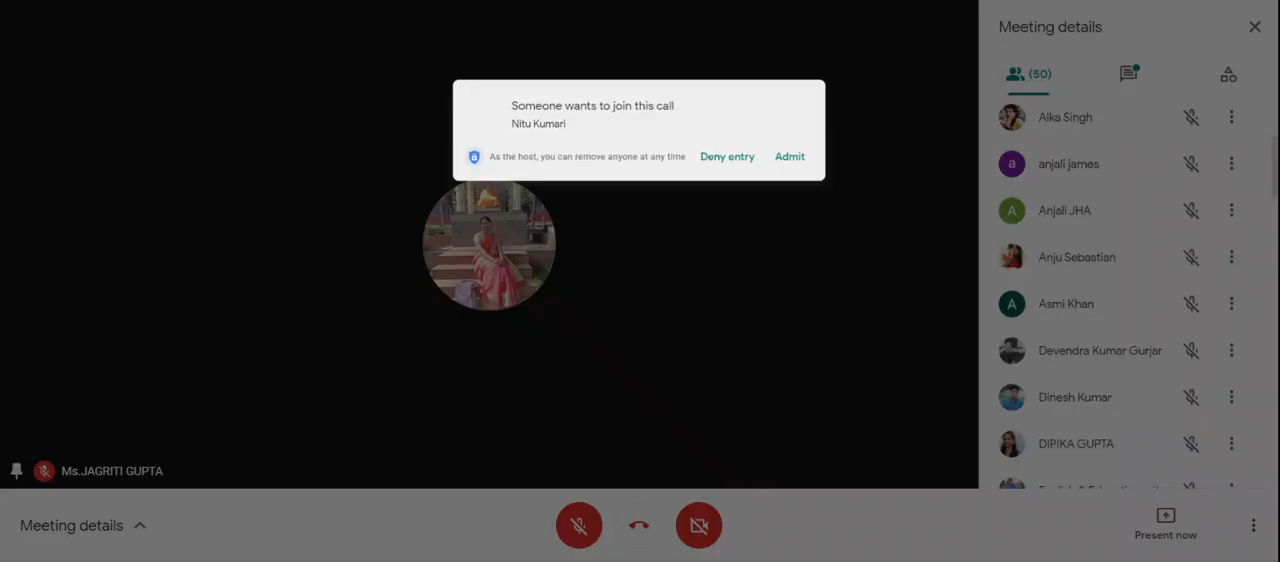 Meeting details
(50)
Someone wants to join this call
Nitu Kumari
As the host, you can remove anyone at any time
Deny entry
Admit
Alka Singh
a
anjali james
A
Anjali JHA
Anju Sebastian
A
Asmi Khan
Devendra Kumar Gurjar
Dinesh Kumar
DIPIKA GUPTA
Ms.JAGRITI GUPTA
Meeting details
Present now